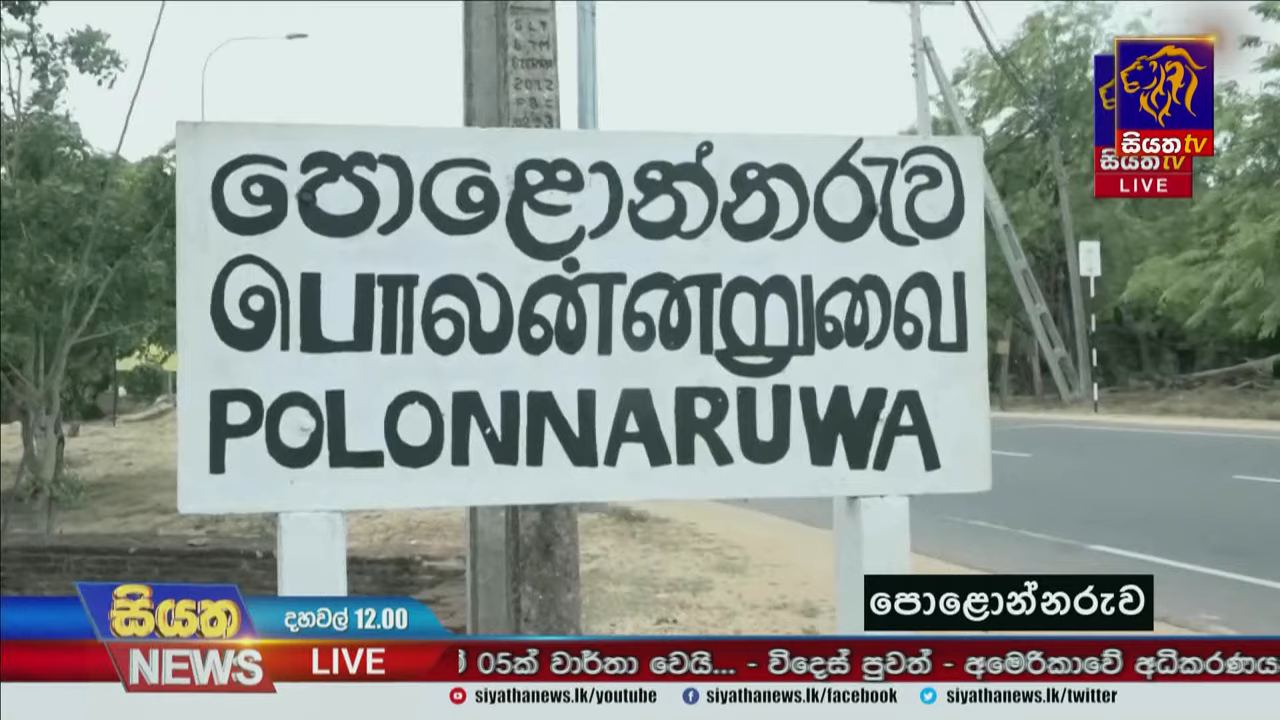 සියත tv
සියත tv
LIVE
පොළොන්නරුව
பொலன்னறுவை
POLONNARUWA
පොළොන්නරුව
සියත
දහවල් 12.00
NEWS
LIVE
05ක් වාර්තා වෙයි... - විදෙස් පුවත් - අමෙරිකාවේ අධිකරණය
siyathanews.lk/youtube
siyathanews.lk/facebook
siyathanews.lk/twitter